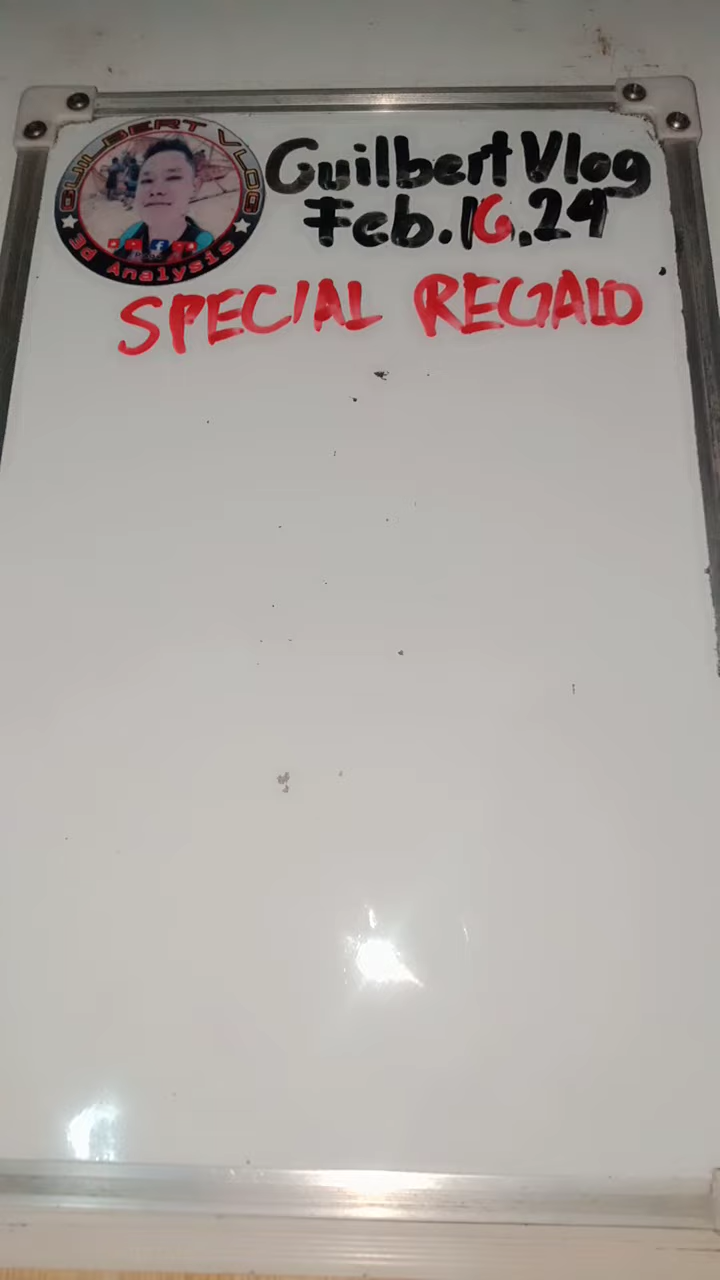 GUILBERT VLOG
3d Analysis
Guilbert Vlog
Feb. 16. 24
SPECIAL REGALO